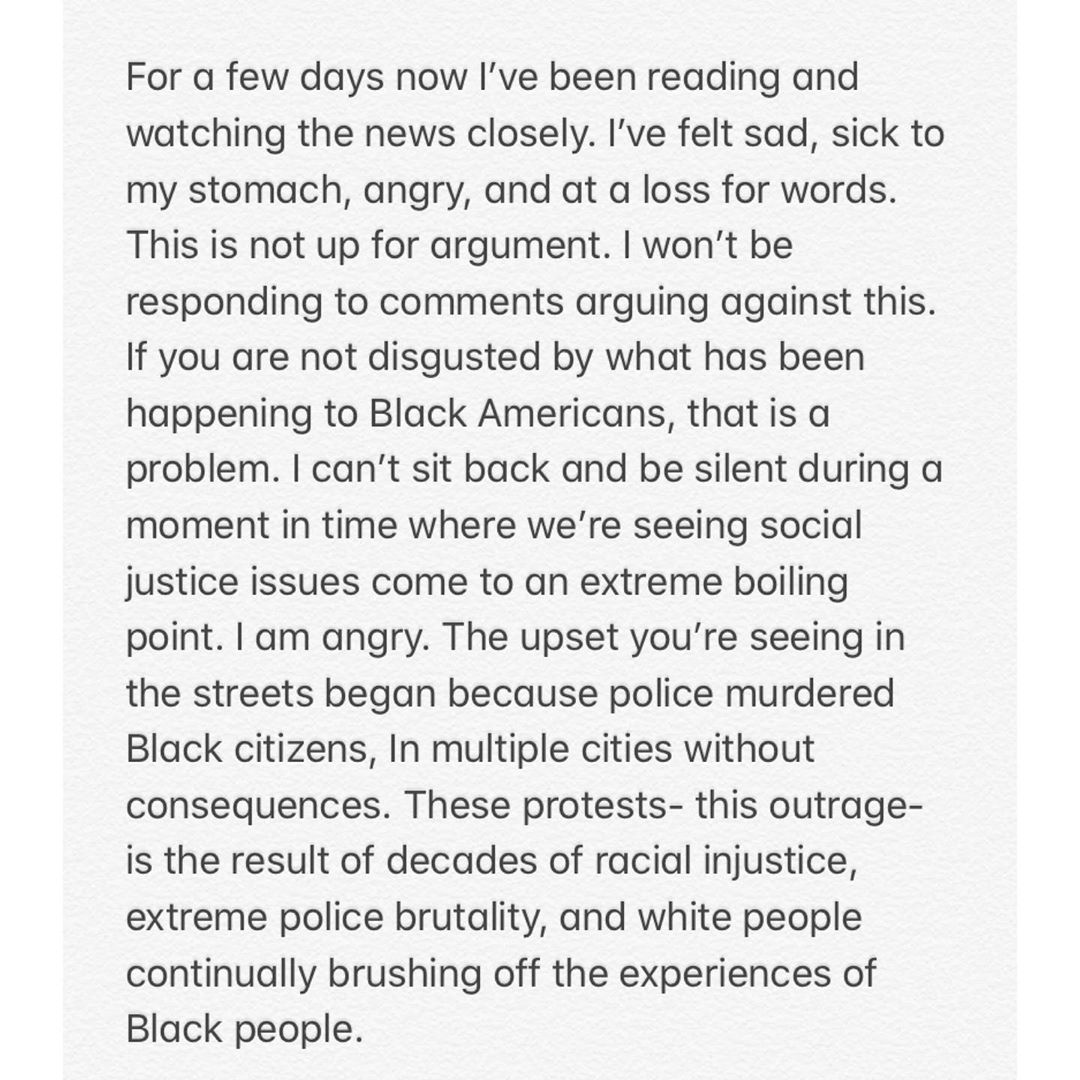 For a few days now I’ve been reading and
watching the news closely. I’ve felt sad, sick to
my stomach, angry, and at a loss for words.
This is not up for argument. I won’t be
responding to comments arguing against this.
If you are not disgusted by what has been
happening to Black Americans, that is a
problem. I can’t sit back and be silent during a
moment in time where we’re seeing social
justice issues come to an extreme boiling
point. I am angry. The upset you’re seeing in
the streets began because police murdered
Black citizens, In multiple cities without
consequences. These protests- this outrage-
is the result of decades of racial injustice,
extreme police brutality, and white people
continually brushing off the experiences of
Black people.